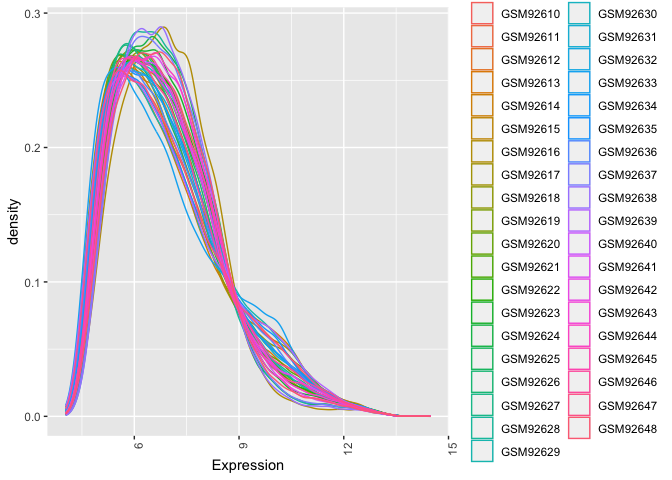 0.3
0.2
0.1
0.0
density
6
9
12
15
Expression
GSM92610
GSM92611
GSM92612
GSM92613
GSM92614
GSM92615
GSM92616
GSM92617
GSM92618
GSM92619
GSM92620
GSM92621
GSM92622
GSM92623
GSM92624
GSM92625
GSM92626
GSM92627
GSM92628
GSM92629
GSM92630
GSM92631
GSM92632
GSM92633
GSM92634
GSM92635
GSM92636
GSM92637
GSM92638
GSM92639
GSM92640
GSM92641
GSM92642
GSM92643
GSM92644
GSM92645
GSM92646
GSM92647
GSM92648